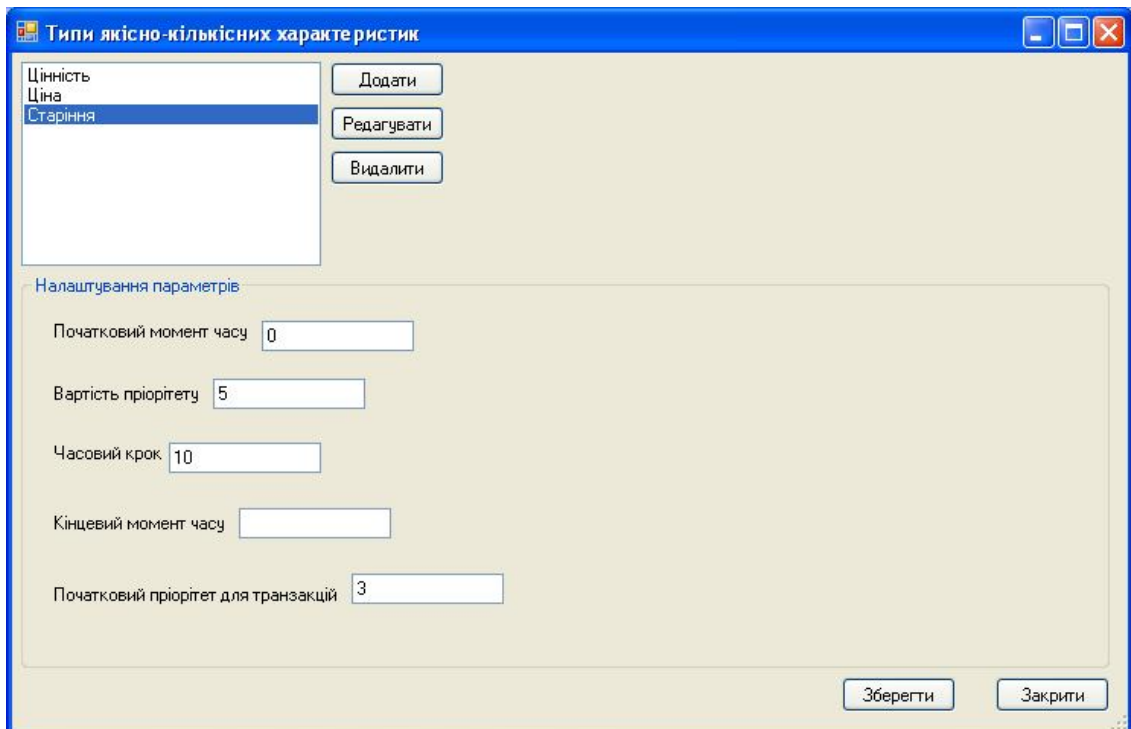 Типи якісно-кількісних характеристик
Цінність
Ціна
Старіння
Додати
Редагувати
Видалити
Налаштування параметрів
Початковий момент часу 0
Вартість пріорітету 5
Часовий крок 10
Кінцевий момент часу
Початковий пріорітет для транзакцій 3
Зберегти
Закрити